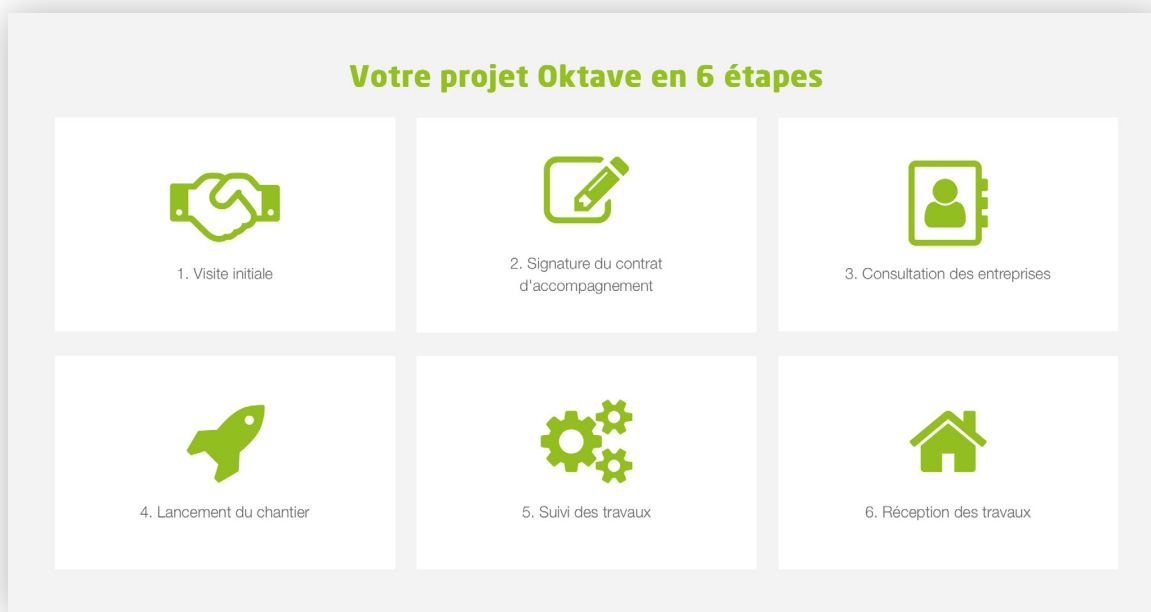 Votre projet Oktave en 6 étapes
1. Visite initiale
2. Signature du contrat
d'accompagnement
3. Consultation des entreprises
4. Lancement du chantier
5. Suivi des travaux
6. Réception des travaux